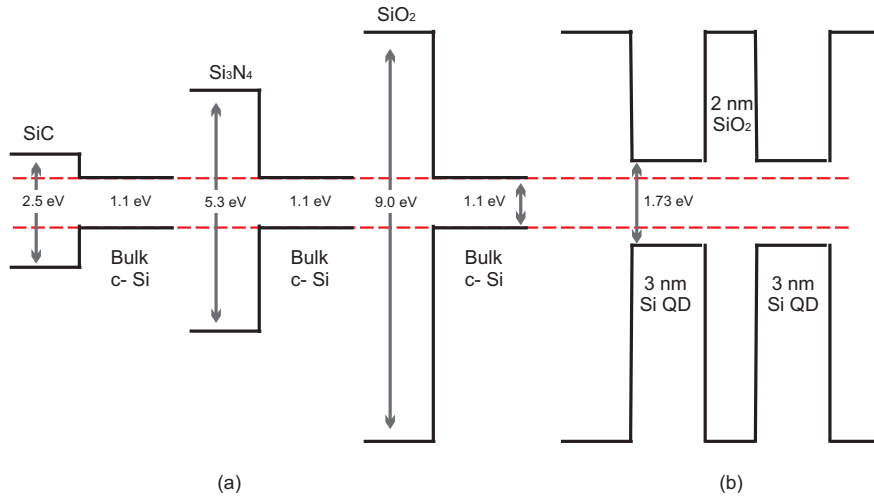 SiO₂
Si₃N₄
2 nm
SiO₂
SiC
2.5 eV
1.1 eV
5.3 eV
1.1 eV
9.0 eV
1.1 eV
1.73 eV
Bulk
c- Si
Bulk
c- Si
Bulk
c- Si
3 nm
Si QD
3 nm
Si QD
(a)
(b)